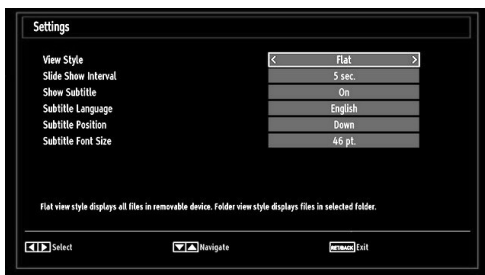 Settings
View Style < Flat >
Slide Show Interval 5 sec.
Show Subtitle On
Subtitle Language English
Subtitle Position Down
Subtitle Font Size 46 pt.
Flat view style displays all files in removable device. Folder view style displays files in selected folder.
Select Navigate RET/BACK Exit